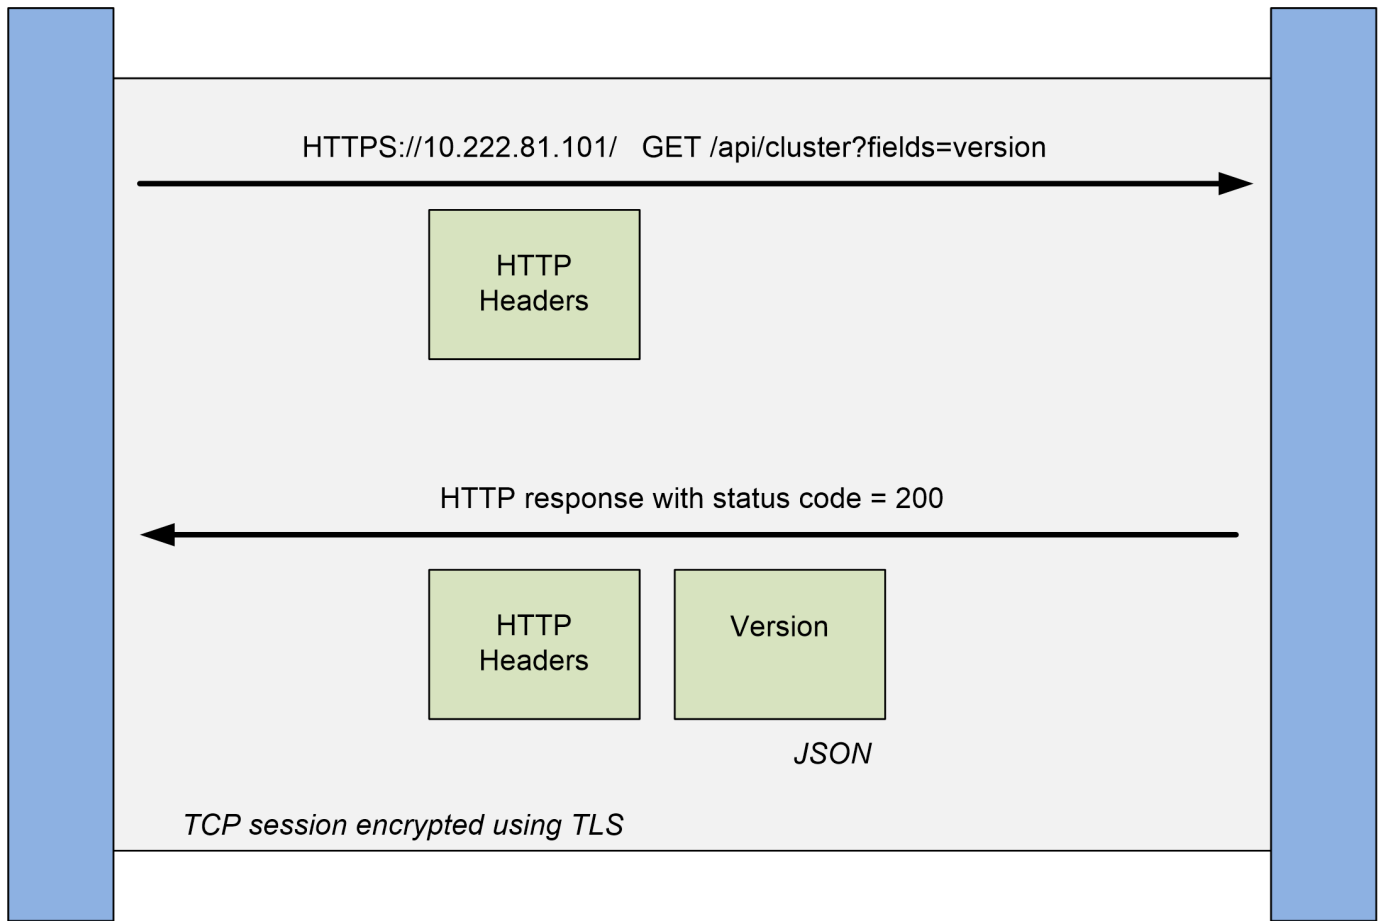 HTTPS://10.222.81.101/ GET /api/cluster?fields=version
HTTP
Headers
HTTP response with status code = 200
HTTP
Headers
Version
JSON
TCP session encrypted using TLS